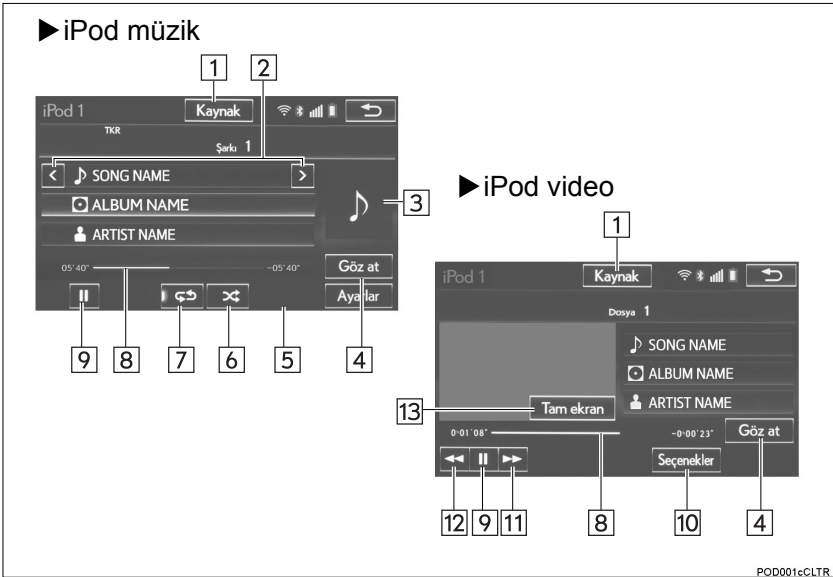 ▶iPod müzik
1 2
iPod 1 Kaynak
TKR
Şarkı 1
< SONG NAME >
ALBUM NAME
3
ARTIST NAME
05'40" -05'40"
Göz at
Ayarlar
9 8 7 6 5 4
▶iPod video
1
iPod 1 Kaynak
Dosya 1
SONG NAME
ALBUM NAME
13 Tam ekran ARTIST NAME
0:01'08" -0:00'23" Göz at
Seçenekler
12 9 11 8 10 4
POD001cCLTR